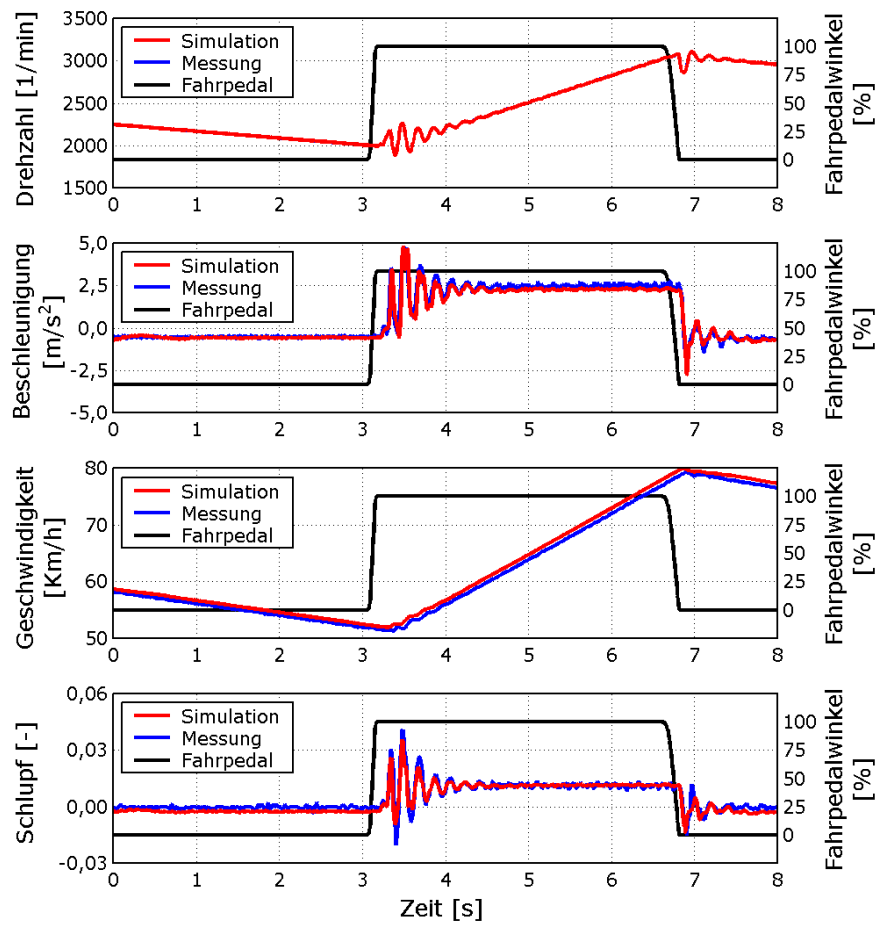 Drehzahl [1/min]
3500
3000
2500
2000
1500
Simulation
Messung
Fahrpedal
100
75
50
25
0
Fahrpedalwinkel
[%]
0 1 2 3 4 5 6 7 8
Beschleunigung
[m/s²]
5,0
2,5
0,0
-2,5
-5,0
Simulation
Messung
Fahrpedal
100
75
50
25
0
Fahrpedalwinkel
[%]
0 1 2 3 4 5 6 7 8
Geschwindigkeit
[Km/h]
80
70
60
50
Simulation
Messung
Fahrpedal
100
75
50
25
0
Fahrpedalwinkel
[%]
0 1 2 3 4 5 6 7 8
Schlupf [-]
0,06
0,03
0,00
-0,03
Simulation
Messung
Fahrpedal
100
75
50
25
0
Fahrpedalwinkel
[%]
0 1 2 3 4 5 6 7 8
Zeit [s]